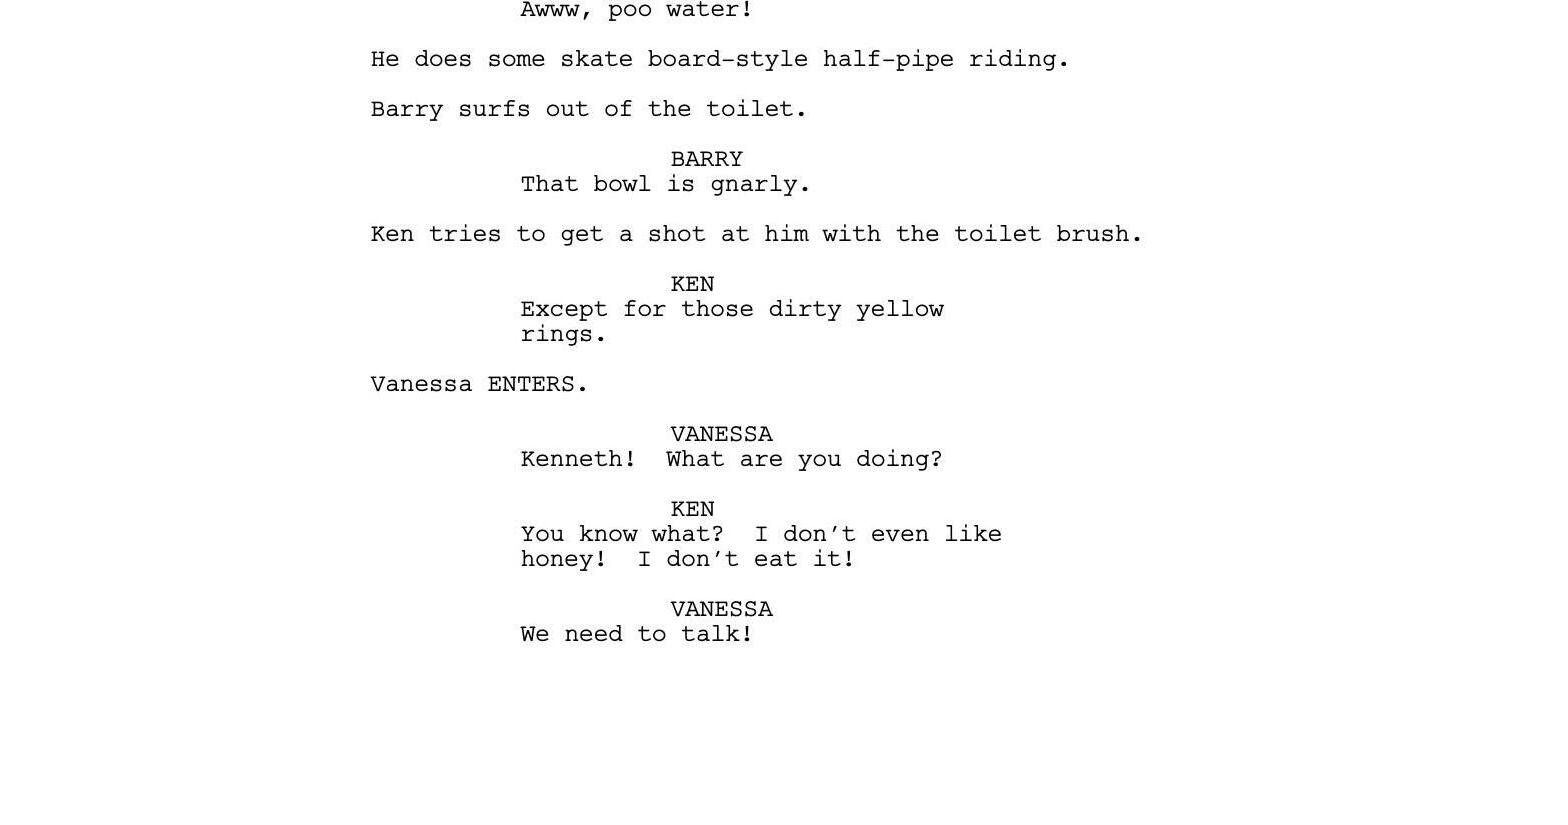 Awww, poo water!
He does some skate board-style half-pipe riding.
Barry surfs out of the toilet.
BARRY
That bowl is gnarly.
Ken tries to get a shot at him with the toilet brush.
KEN
Except for those dirty yellow
rings.
Vanessa ENTERS.
VANESSA
Kenneth!  What are you doing?
KEN
You know what?  I don’t even like
honey!  I don’t eat it!
VANESSA
We need to talk!